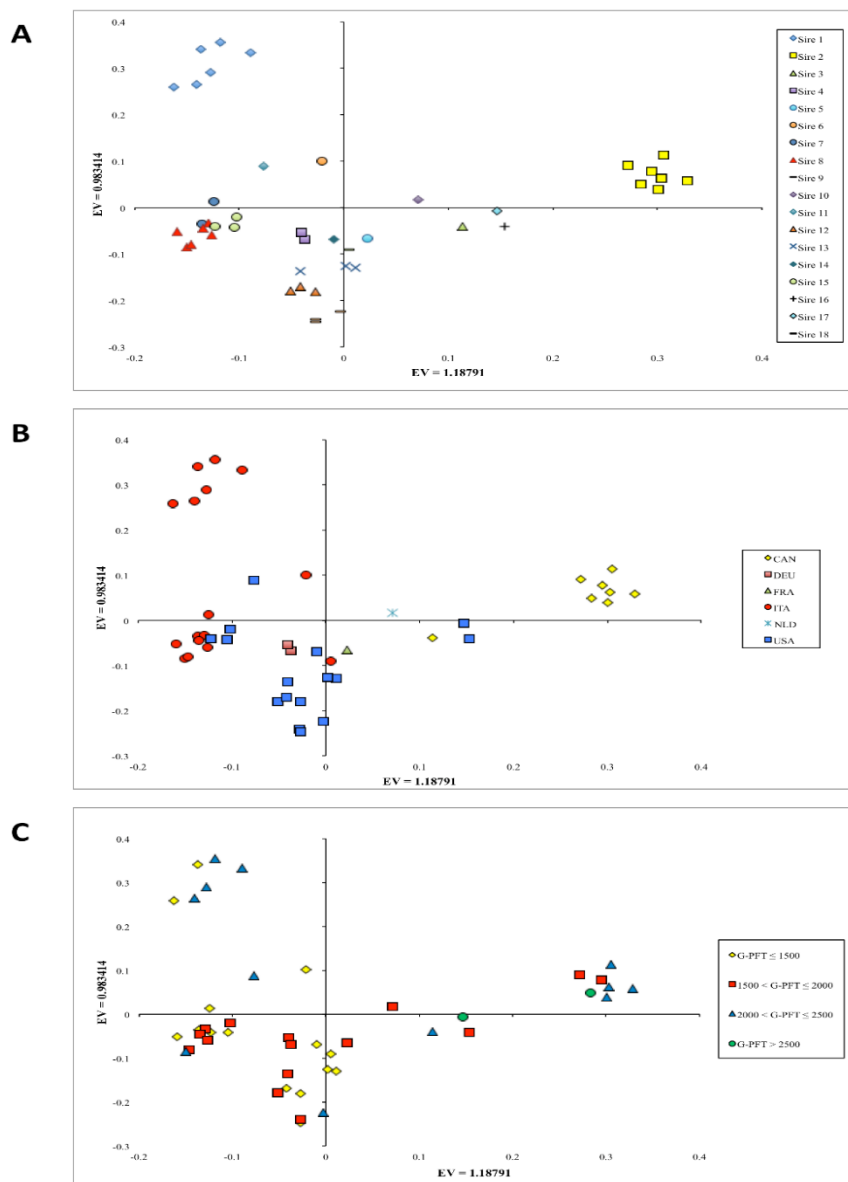 A
0.4
0.3
0.2
0.1
0
-0.1
-0.2
-0.3
EV = 0.983414
-0.2 -0.1 0 0.1 0.2 0.3 0.4
EV = 1.18791
Sire 1
Sire 2
Sire 3
Sire 4
Sire 5
Sire 6
Sire 7
Sire 8
Sire 9
Sire 10
Sire 11
Sire 12
Sire 13
Sire 14
Sire 15
Sire 16
Sire 17
Sire 18
B
0.4
0.3
0.2
0.1
0
-0.1
-0.2
-0.3
EV = 0.983414
-0.2 -0.1 0 0.1 0.2 0.3 0.4
EV = 1.18791
CAN
DEU
FRA
ITA
NLD
USA
C
0.4
0.3
0.2
0.1
0
-0.1
-0.2
-0.3
EV = 0.983414
-0.2 -0.1 0 0.1 0.2 0.3 0.4
EV = 1.18791
G-PFT ≤ 1500
1500 < G-PFT ≤ 2000
2000 < G-PFT ≤ 2500
G-PFT > 2500